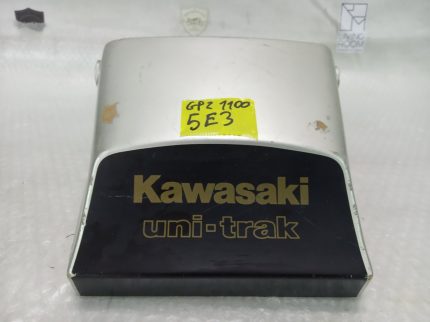 GPZ 1100
5E3
Kawasaki
uni-trak